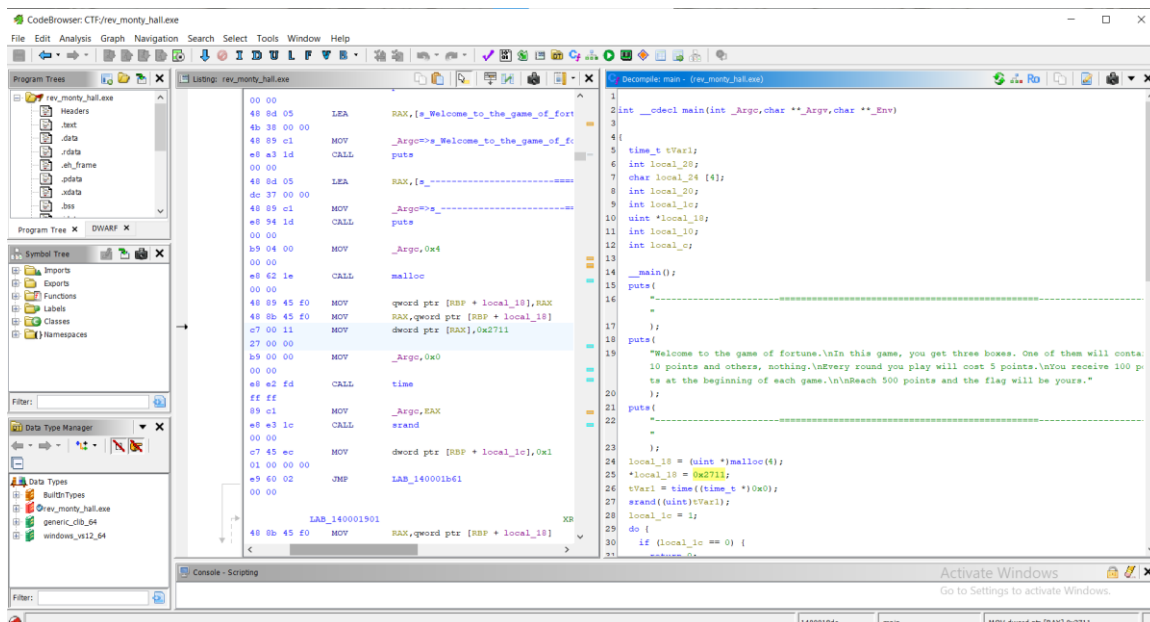 CodeBrowser: CTF:/rev_monty_hall.exe
File Edit Analysis Graph Navigation Search Select Tools Window Help
Program Trees
rev_monty_hall.exe
Headers
.text
.data
.rdata
.eh_frame
.pdata
.xdata
.bss
Program Tree DWARF
Symbol Tree
Imports
Exports
Functions
Labels
Classes
Namespaces
Filter:
Data Type Manager
Data Types
BuiltInTypes
rev_monty_hall.exe
generic_clib_64
windows_vs12_64
Filter:
Listing: rev_monty_hall.exe
00 00
48 8d 05 LEA RAX,[s_Welcome_to_the_game_of_fort
4b 38 00 00
48 89 c1 MOV _Argc=>s_Welcome_to_the_game_of_fo
e8 a3 1d CALL puts
00 00
48 8d 05 LEA RAX,[s_-----------------------====
dc 37 00 00
48 89 c1 MOV _Argc=>s_-----------------------==
e8 94 1d CALL puts
00 00
b9 04 00 MOV _Argc,0x4
00 00
e8 62 1e CALL malloc
00 00
48 89 45 f0 MOV qword ptr [RBP + local_18],RAX
48 8b 45 f0 MOV RAX,qword ptr [RBP + local_18]
c7 00 11 MOV dword ptr [RAX],0x2711
27 00 00
b9 00 00 MOV _Argc,0x0
00 00
e8 e2 fd CALL time
ff ff
89 c1 MOV _Argc,EAX
e8 e3 1c CALL srand
00 00
c7 45 ec MOV dword ptr [RBP + local_1c],0x1
01 00 00 00
e9 60 02 JMP LAB_140001b61
00 00
LAB_140001901 XR
48 8b 45 f0 MOV RAX,qword ptr [RBP + local_18]
Decompile: main - (rev_monty_hall.exe)
1
2 int __cdecl main(int _Argc,char **_Argv,char **_Env)
3
4 {
5 time_t tVar1;
6 int local_28;
7 char local_24 [4];
8 int local_20;
9 int local_1c;
10 uint *local_18;
11 int local_10;
12 int local_c;
13
14 __main();
15 puts(
16 "-----------------------================================================---------------------
"
17 );
18 puts(
19 "Welcome to the game of fortune.\nIn this game, you get three boxes. One of them will conta
10 points and others, nothing.\nEvery round you play will cost 5 points.\nYou receive 100 p
ts at the beginning of each game.\n\nReach 500 points and the flag will be yours."
20 );
21 puts(
22 "-----------------------================================================---------------------
"
23 );
24 local_18 = (uint *)malloc(4);
25 *local_18 = 0x2711;
26 tVar1 = time((time_t *)0x0);
27 srand((uint)tVar1);
28 local_1c = 1;
29 do {
30 if (local_1c == 0) {
Console - Scripting
Activate Windows
Go to Settings to activate Windows.